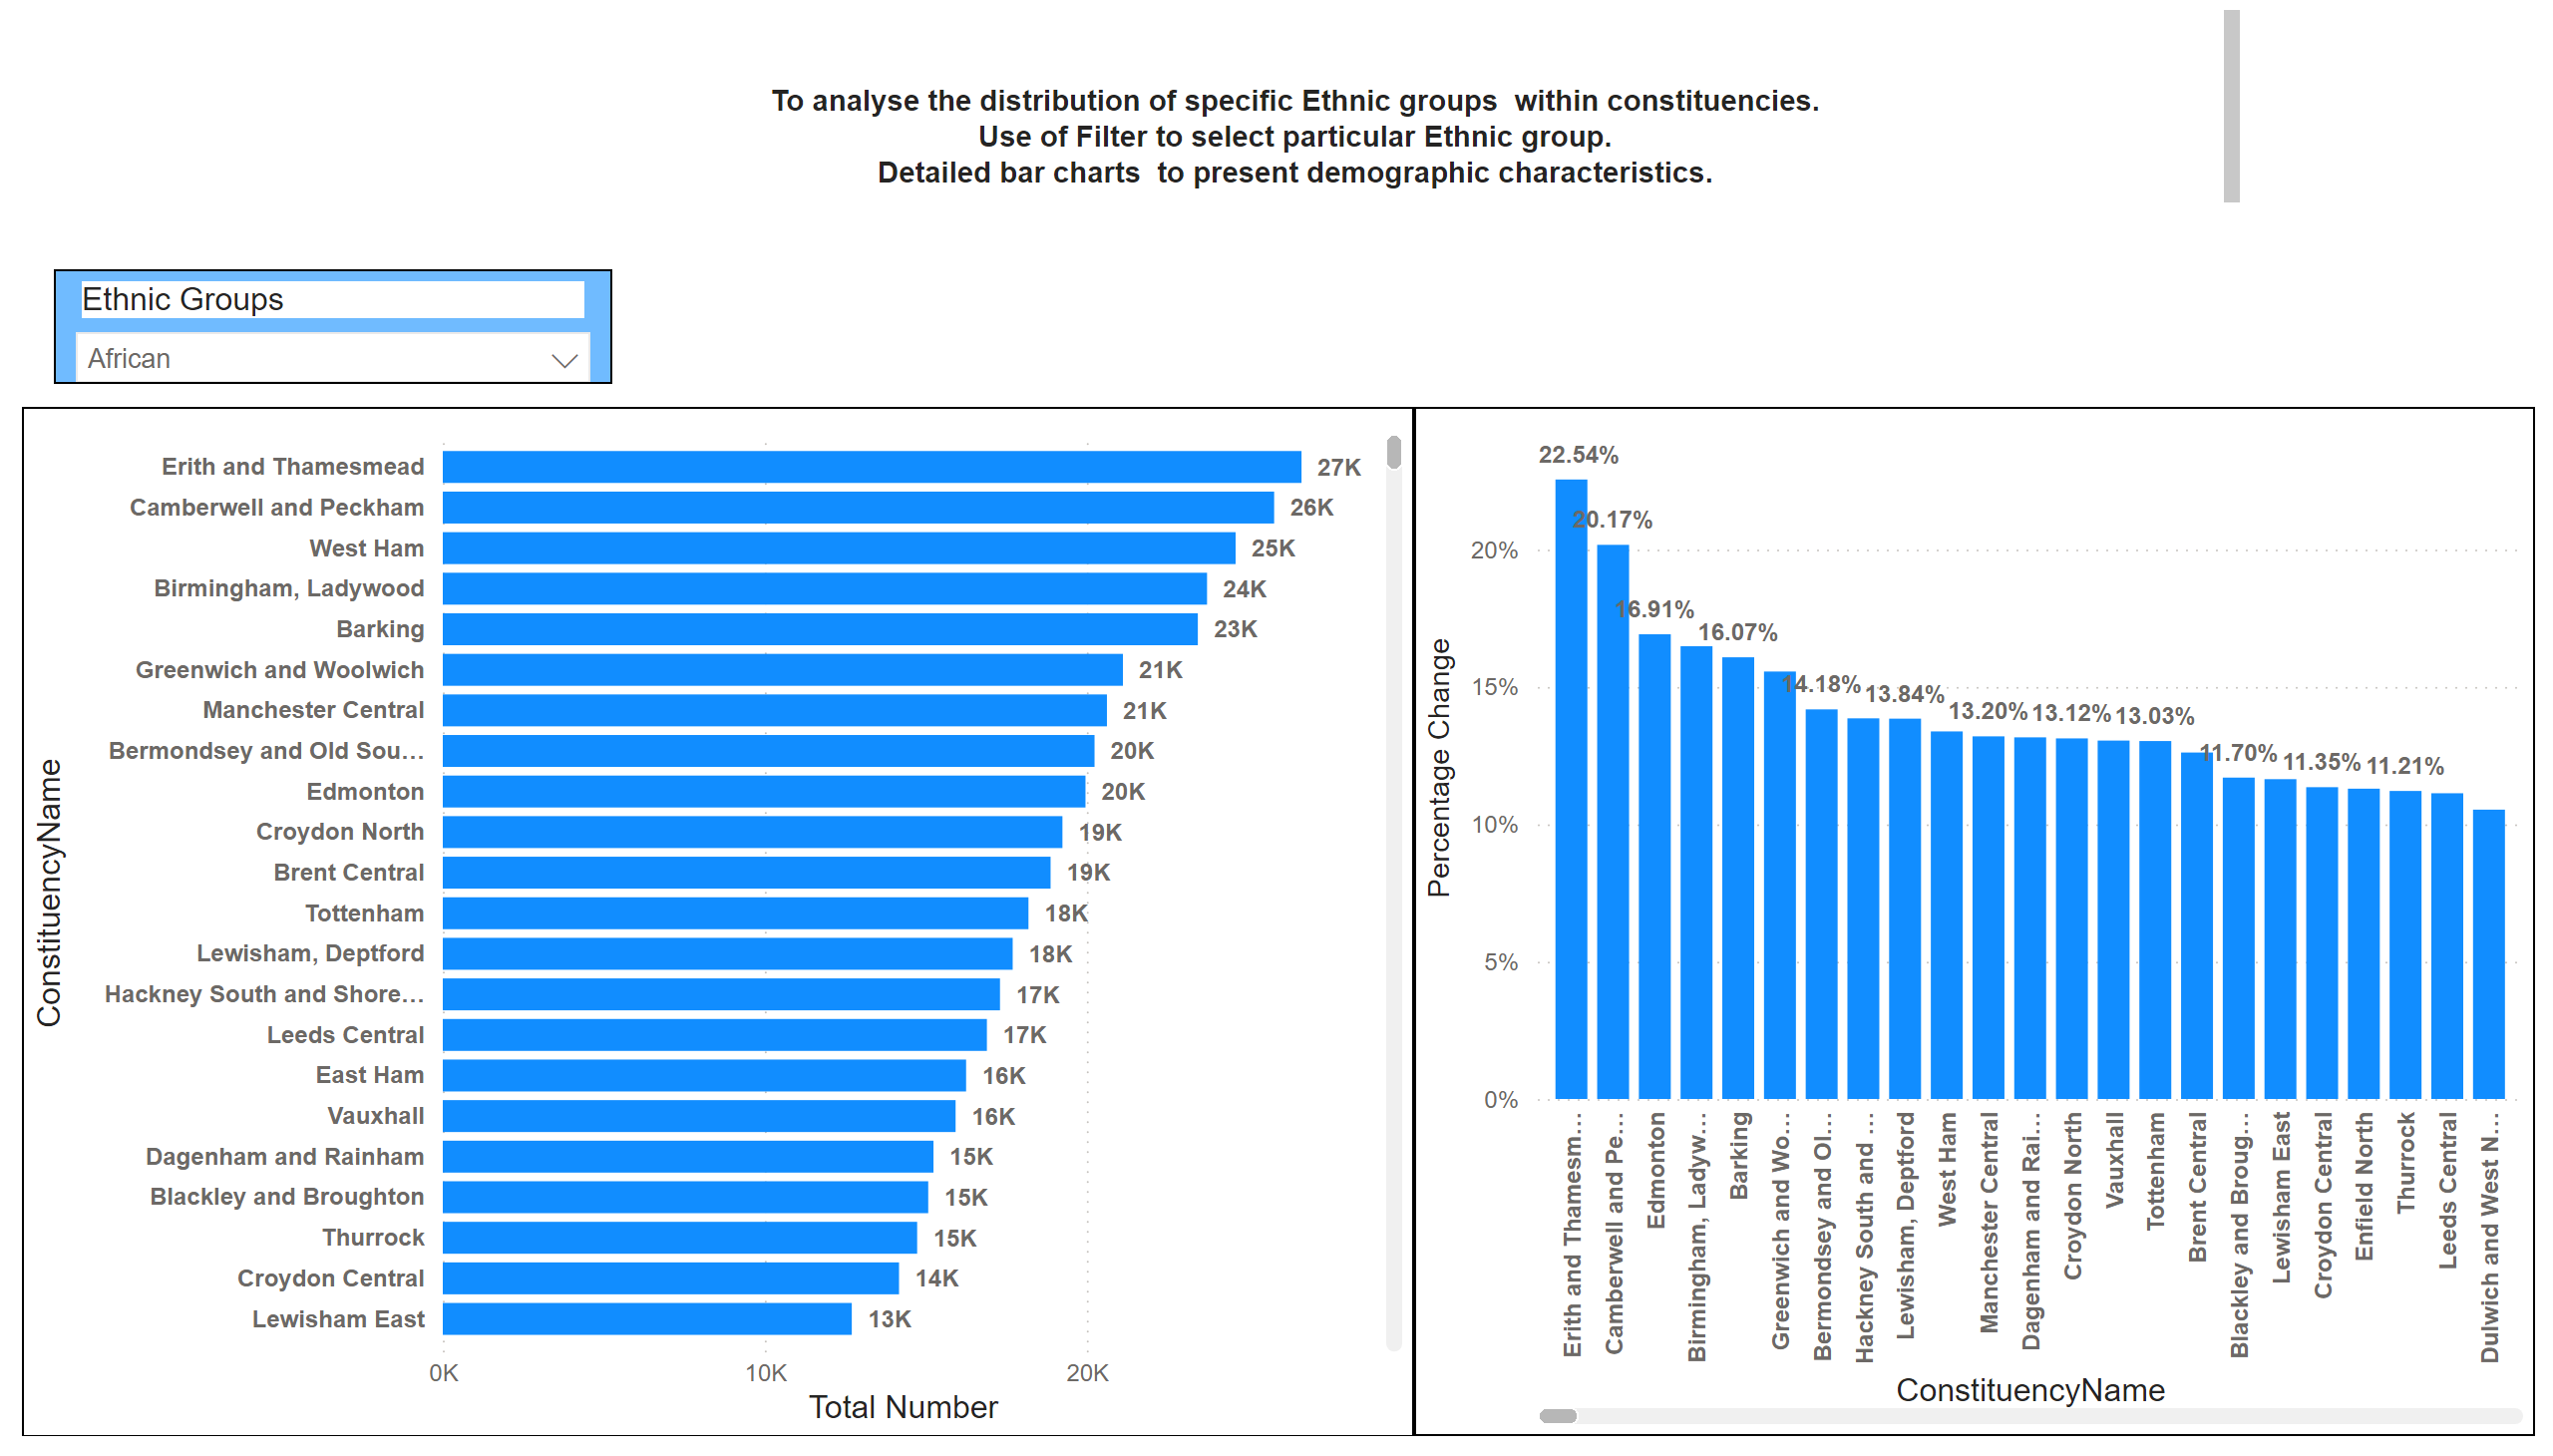 To analyse the distribution of specific Ethnic groups  within constituencies.
Use of Filter to select particular Ethnic group.
Detailed bar charts  to present demographic characteristics.
Ethnic Groups
African
ConstituencyName
Erith and Thamesmead 27K
Camberwell and Peckham 26K
West Ham 25K
Birmingham, Ladywood 24K
Barking 23K
Greenwich and Woolwich 21K
Manchester Central 21K
Bermondsey and Old Sou… 20K
Edmonton 20K
Croydon North 19K
Brent Central 19K
Tottenham 18K
Lewisham, Deptford 18K
Hackney South and Shore… 17K
Leeds Central 17K
East Ham 16K
Vauxhall 16K
Dagenham and Rainham 15K
Blackley and Broughton 15K
Thurrock 15K
Croydon Central 14K
Lewisham East 13K
0K 10K 20K
Total Number
Percentage Change
20%
15%
10%
5%
0%
22.54%
20.17%
16.91%
16.07%
14.18%
13.84%
13.20%
13.12%
13.03%
11.70%
11.35%
11.21%
Erith and Thamesm…
Camberwell and Pe…
Edmonton
Birmingham, Ladyw…
Barking
Greenwich and Wo…
Bermondsey and Ol…
Hackney South and …
Lewisham, Deptford
West Ham
Manchester Central
Dagenham and Rai…
Croydon North
Vauxhall
Tottenham
Brent Central
Blackley and Broug…
Lewisham East
Croydon Central
Enfield North
Thurrock
Leeds Central
Dulwich and West N…
ConstituencyName